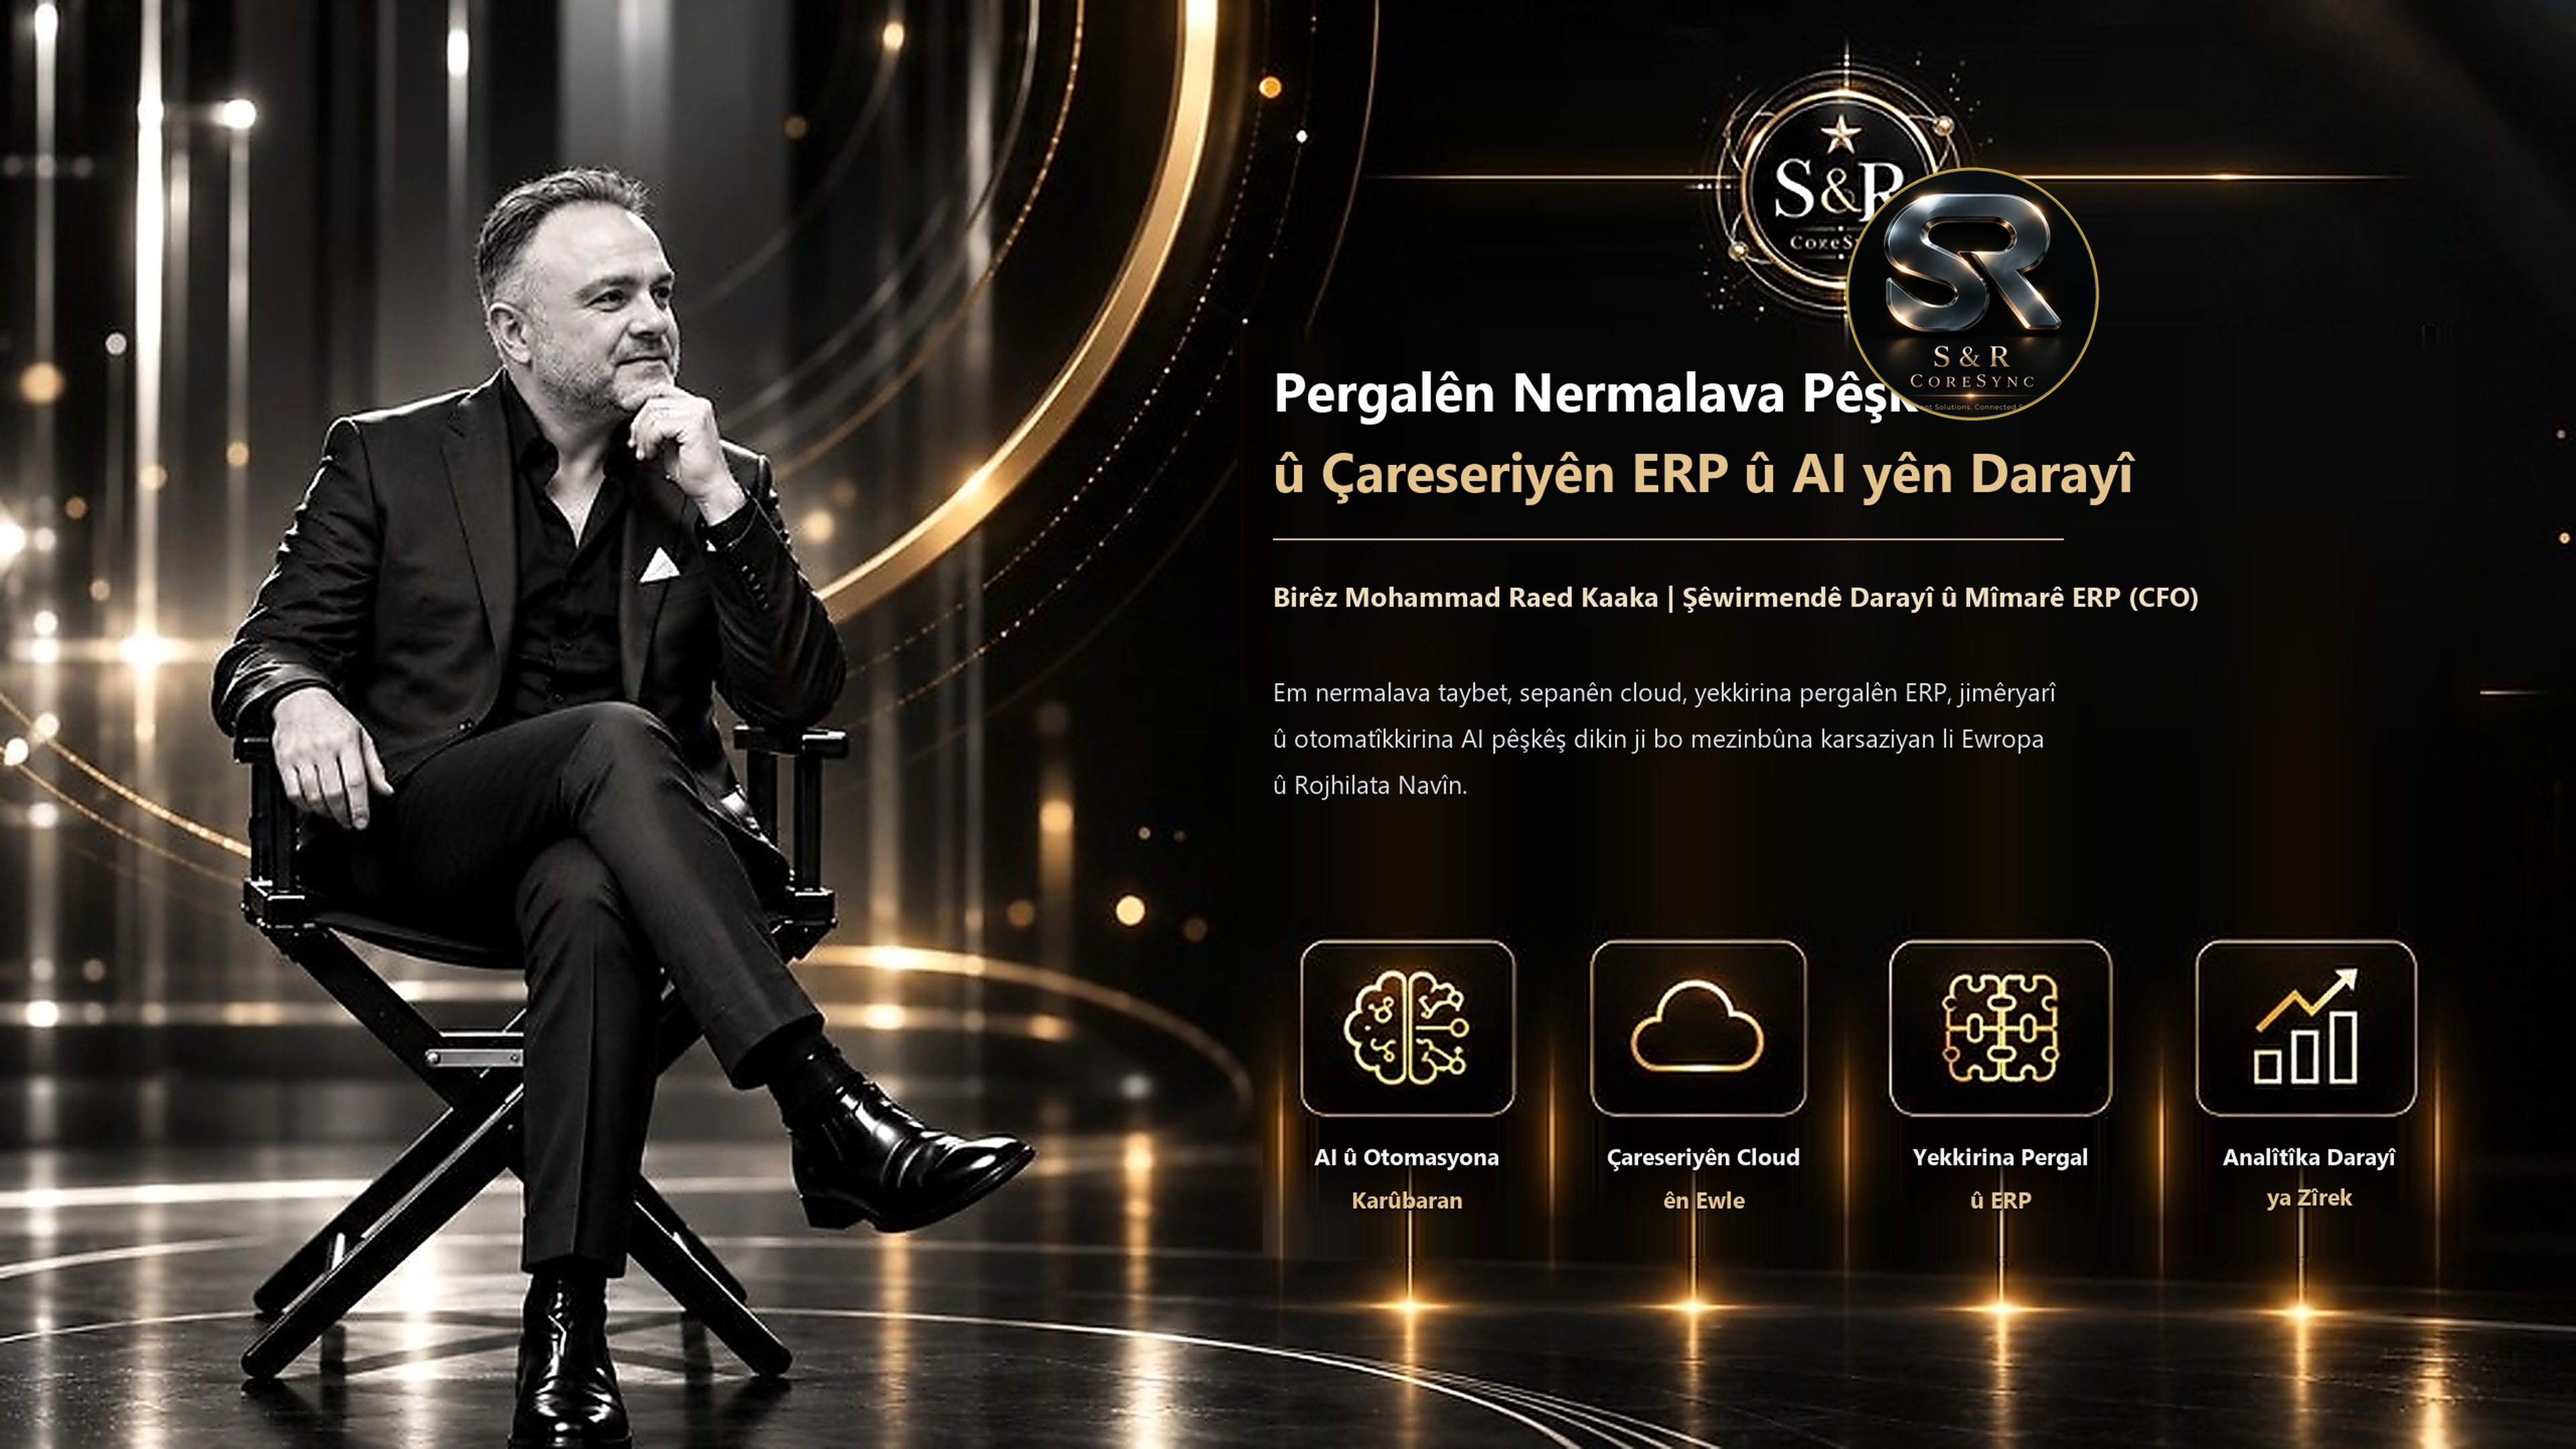 S&R
SR
S & R
CORESYNC
Pergalên Nermalava
û Çareseriyên ERP û AI yên Darayî
Birêz Mohammad Raed Kaaka | Şêwirmendê Darayî û Mîmarê ERP (CFO)
Em nermalava taybet, sepanên cloud, yekkirina pergalên ERP, jimêryarî
û otomatîkkirina AI pêşkêş dikin ji bo mezinbûna karsaziyan li Ewropa
û Rojhilata Navîn.
AI û Otomasyona
Karûbaran
Çareseriyên Cloud
ên Ewle
Yekkirina Pergal
û ERP
Analîtîka Darayî
ya Zîrek